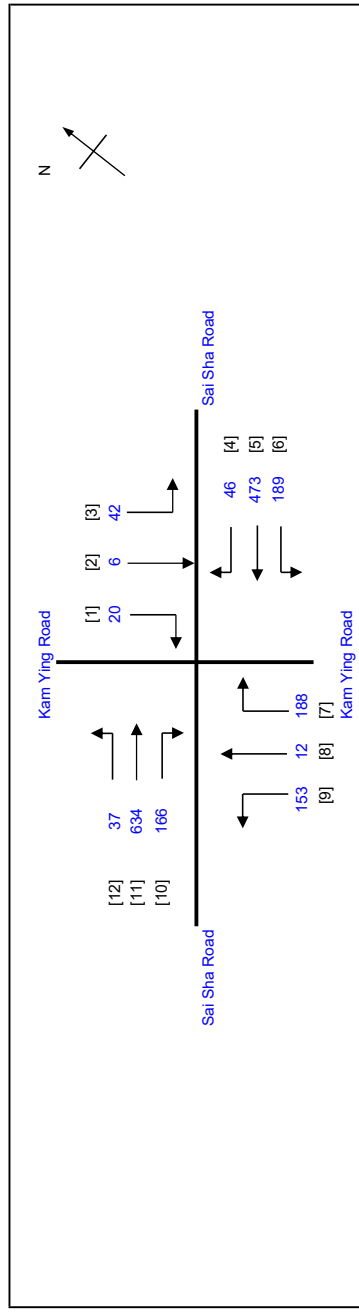 N
Kam Ying Road
[1] [2] [3]
20 6 42
[12] 37
[11] 634
[10] 166
Sai Sha Road
Sai Sha Road
46 [4]
473 [5]
189 [6]
153 12 188
[9] [8] [7]
Kam Ying Road